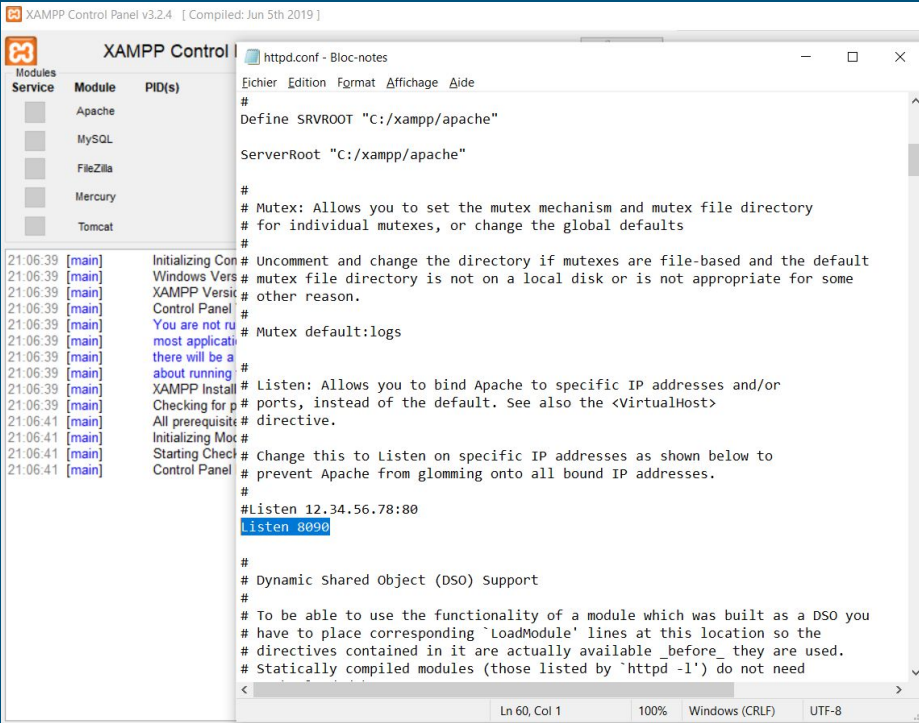 XAMPP Control Panel v3.2.4 [ Compiled: Jun 5th 2019 ]
XAMPP Control
Modules
Service Module PID(s)
Apache
MySQL
FileZilla
Mercury
Tomcat
21:06:39 [main] Initializing Con
21:06:39 [main] Windows Vers
21:06:39 [main] XAMPP Versio
21:06:39 [main] Control Panel
21:06:39 [main] You are not ru
21:06:39 [main] most applicati
21:06:39 [main] there will be a
21:06:39 [main] about running
21:06:39 [main] XAMPP Install
21:06:39 [main] Checking for p
21:06:41 [main] All prerequisite
21:06:41 [main] Initializing Mod
21:06:41 [main] Starting Check
21:06:41 [main] Control Panel
httpd.conf - Bloc-notes
Fichier Edition Format Affichage Aide
#
Define SRVROOT "C:/xampp/apache"
ServerRoot "C:/xampp/apache"
#
# Mutex: Allows you to set the mutex mechanism and mutex file directory
# for individual mutexes, or change the global defaults
#
# Uncomment and change the directory if mutexes are file-based and the default
# mutex file directory is not on a local disk or is not appropriate for some
# other reason.
#
# Mutex default:logs
#
# Listen: Allows you to bind Apache to specific IP addresses and/or
# ports, instead of the default. See also the <VirtualHost>
# directive.
#
# Change this to Listen on specific IP addresses as shown below to
# prevent Apache from glomming onto all bound IP addresses.
#
#Listen 12.34.56.78:80
Listen 8090
#
# Dynamic Shared Object (DSO) Support
#
# To be able to use the functionality of a module which was built as a DSO you
# have to place corresponding `LoadModule' lines at this location so the
# directives contained in it are actually available _before_ they are used.
# Statically compiled modules (those listed by `httpd -l') do not need
Ln 60, Col 1 100% Windows (CRLF) UTF-8